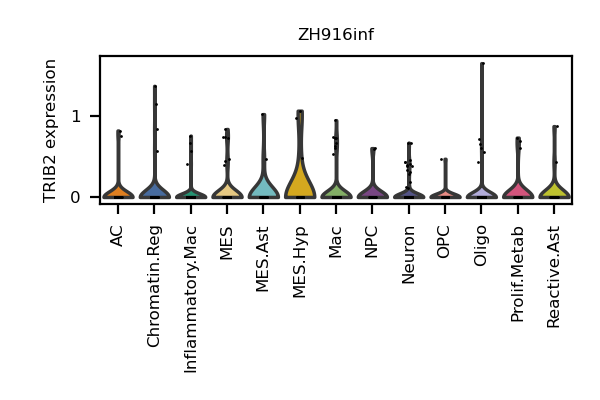 ZH916inf
TRIB2 expression
1
0
AC
Chromatin.Reg
Inflammatory.Mac
MES
MES.Ast
MES.Hyp
Mac
NPC
Neuron
OPC
Oligo
Prolif.Metab
Reactive.Ast